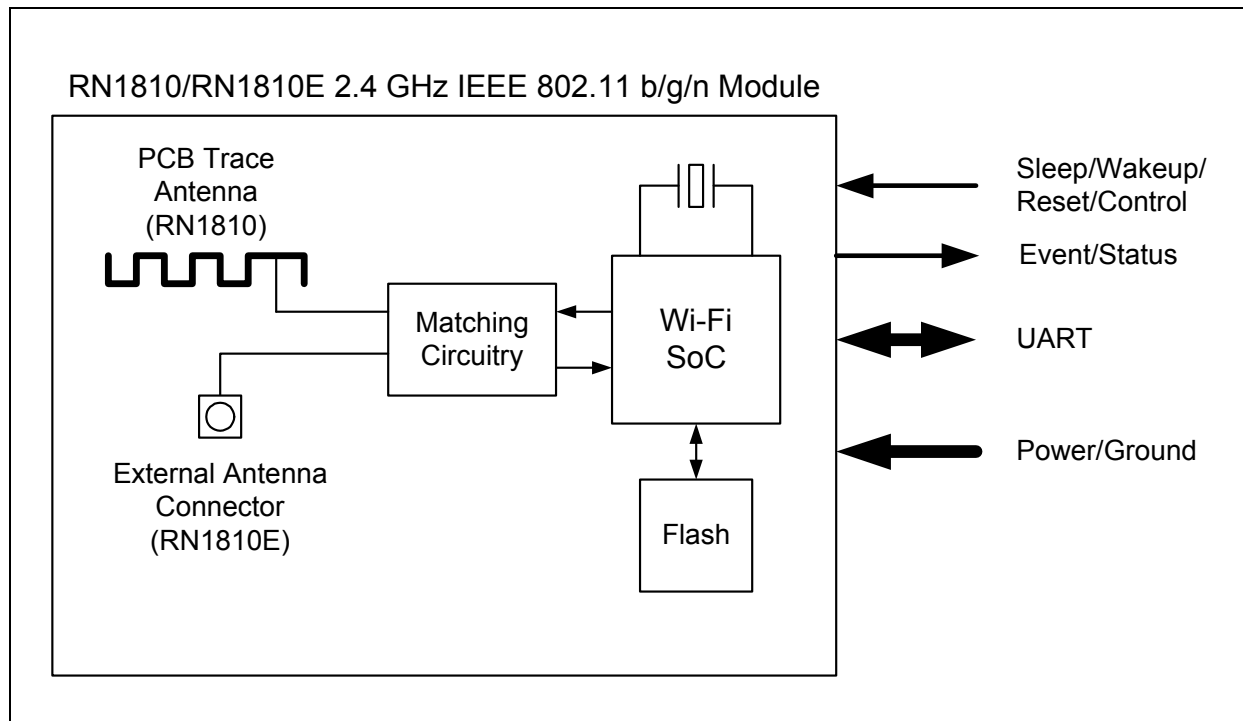 RN1810/RN1810E 2.4 GHz IEEE 802.11 b/g/n Module
PCB Trace
Antenna
(RN1810)
External Antenna
Connector
(RN1810E)
Matching
Circuitry
Wi-Fi
SoC
Flash
Sleep/Wakeup/
Reset/Control
Event/Status
UART
Power/Ground